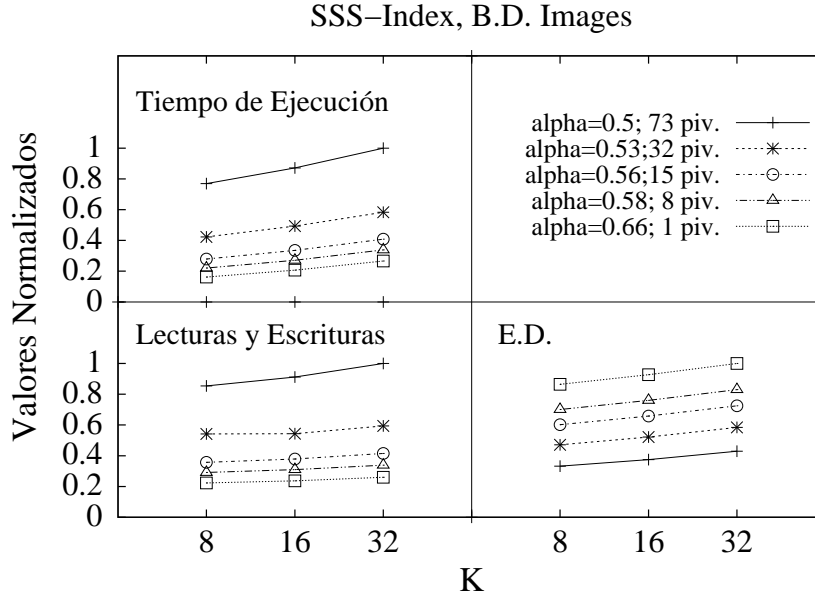 SSS–Index, B.D. Images
Tiempo de Ejecución
alpha=0.5; 73 piv.
alpha=0.53;32 piv.
alpha=0.56;15 piv.
alpha=0.58; 8 piv.
alpha=0.66; 1 piv.
1
0.8
0.6
0.4
0.2
0
Valores Normalizados
Lecturas y Escrituras
E.D.
1
0.8
0.6
0.4
0.2
0
8 16 32 8 16 32
K